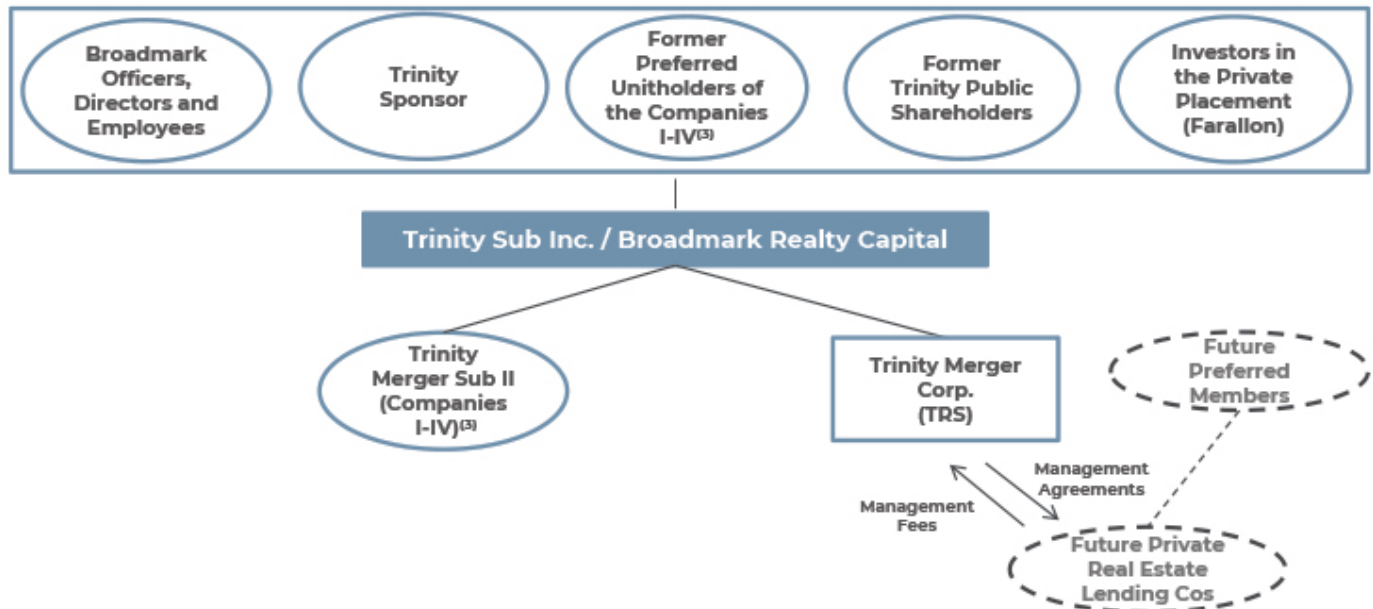 Broadmark
Officers,
Directors and
Employees
Trinity
Sponsor
Former
Preferred
Unitholders of
the Companies
I-IV⁽³⁾
Former
Trinity Public
Shareholders
Investors in
the Private
Placement
(Farallon)
Trinity Sub Inc. / Broadmark Realty Capital
Trinity
Merger Sub II
(Companies
I-IV)⁽³⁾
Trinity Merger
Corp.
(TRS)
Future
Preferred
Members
Management
Agreements
Management
Fees
Future Private
Real Estate
Lending Cos